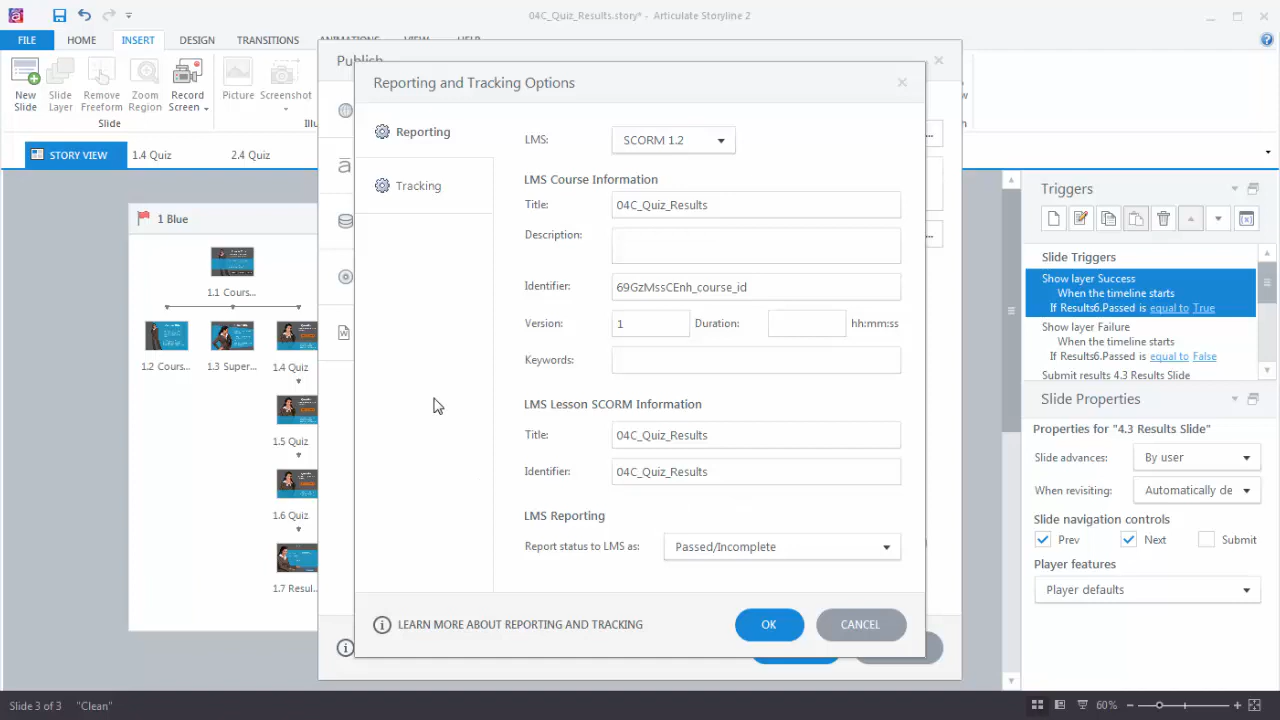 04C_Quiz_Results.story* - Articulate Storyline 2
FILE
HOME
INSERT
DESIGN
TRANSITIONS
New Slide
Slide Layer
Remove Freeform
Zoom Region
Record Screen
Picture
Screenshot
Slide
STORY VIEW
1.4 Quiz
2.4 Quiz
1 Blue
1.1 Cours...
1.2 Cours...
1.3 Super...
1.4 Quiz
1.5 Quiz
1.6 Quiz
1.7 Resul...
Reporting and Tracking Options
Reporting
Tracking
LMS:
SCORM 1.2
LMS Course Information
Title:
04C_Quiz_Results
Description:
Identifier:
69GzMssCEnh_course_id
Version:
1
Duration:
hh:mm:ss
Keywords:
LMS Lesson SCORM Information
Title:
04C_Quiz_Results
Identifier:
04C_Quiz_Results
LMS Reporting
Report status to LMS as:
Passed/Incomplete
LEARN MORE ABOUT REPORTING AND TRACKING
OK
CANCEL
Triggers
Slide Triggers
Show layer Success
When the timeline starts
If Results6.Passed is equal to True
Show layer Failure
When the timeline starts
If Results6.Passed is equal to False
Submit results 4.3 Results Slide
Slide Properties
Properties for "4.3 Results Slide"
Slide advances:
By user
When revisiting:
Automatically de
Slide navigation controls
Prev
Next
Submit
Player features
Player defaults
Slide 3 of 3
"Clean"
60%